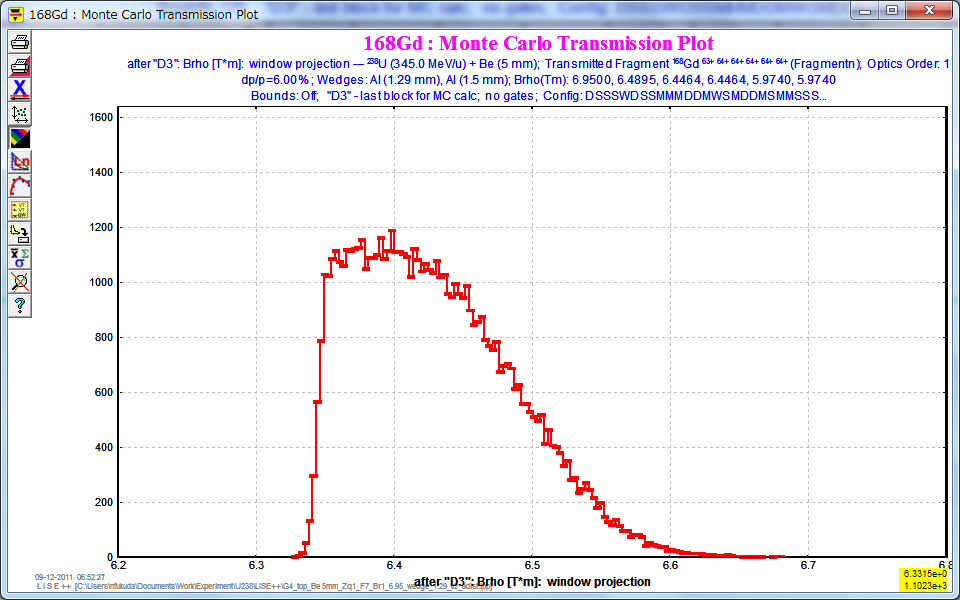 168Gd : Monte Carlo Transmission Plot
168Gd : Monte Carlo Transmission Plot
after "D3": Brho [T*m]: window projection --- 238U (345.0 MeV/u) + Be (5 mm); Transmitted Fragment 168Gd 63+ 64+ 64+ 64+ 64+ 64+ (Fragmentn); Optics Order: 1
dp/p=6.00% ; Wedges: Al (1.29 mm), Al (1.5 mm); Brho(Tm): 6.9500, 6.4895, 6.4464, 6.4464, 5.9740, 5.9740
Bounds: Off; "D3" - last block for MC calc; no gates; Config: DSSSWDSSMMMDDMWSMDDMSMMSSS...
1600
1400
1200
1000
800
600
400
200
0
6.2 6.3 6.4 6.5 6.6 6.7 6.8
09-12-2011 06:52:37
after "D3": Brho [T*m]: window projection
6.3315e+0
1.1023e+3